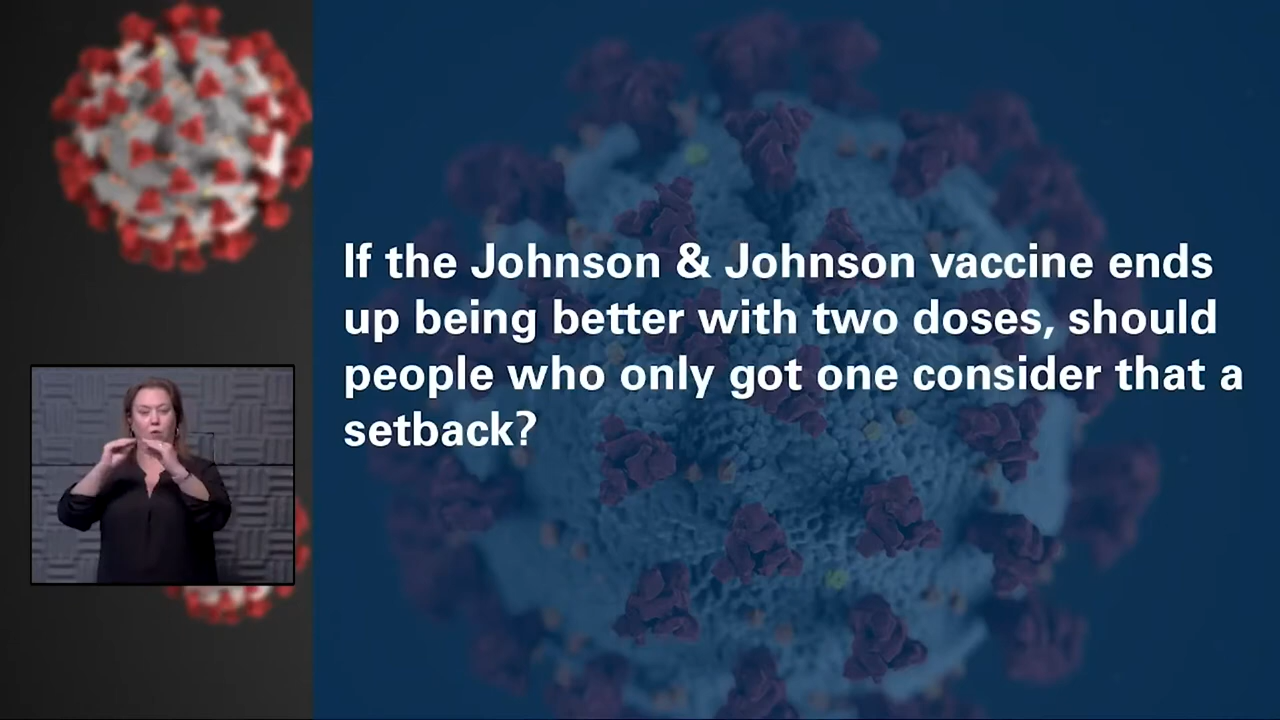 If the Johnson & Johnson vaccine ends
up being better with two doses, should
people who only got one consider that a
setback?